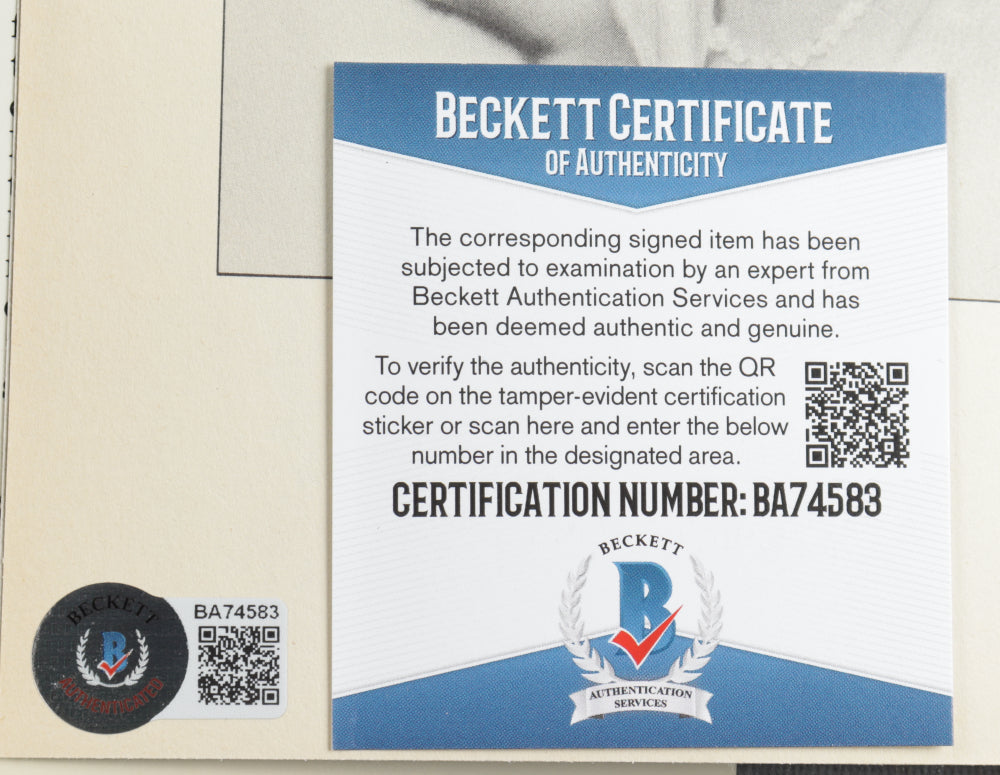 BECKETT CERTIFICATE
OF AUTHENTICITY
The corresponding signed item has been
subjected to examination by an expert from
Beckett Authentication Services and has
been deemed authentic and genuine.
To verify the authenticity, scan the QR
code on the tamper-evident certification
sticker or scan here and enter the below
number in the designated area.
CERTIFICATION NUMBER: BA74583
BECKETT
B
AUTHENTICATION
SERVICES
BECKETT
B
AUTHENTICATED
BA74583